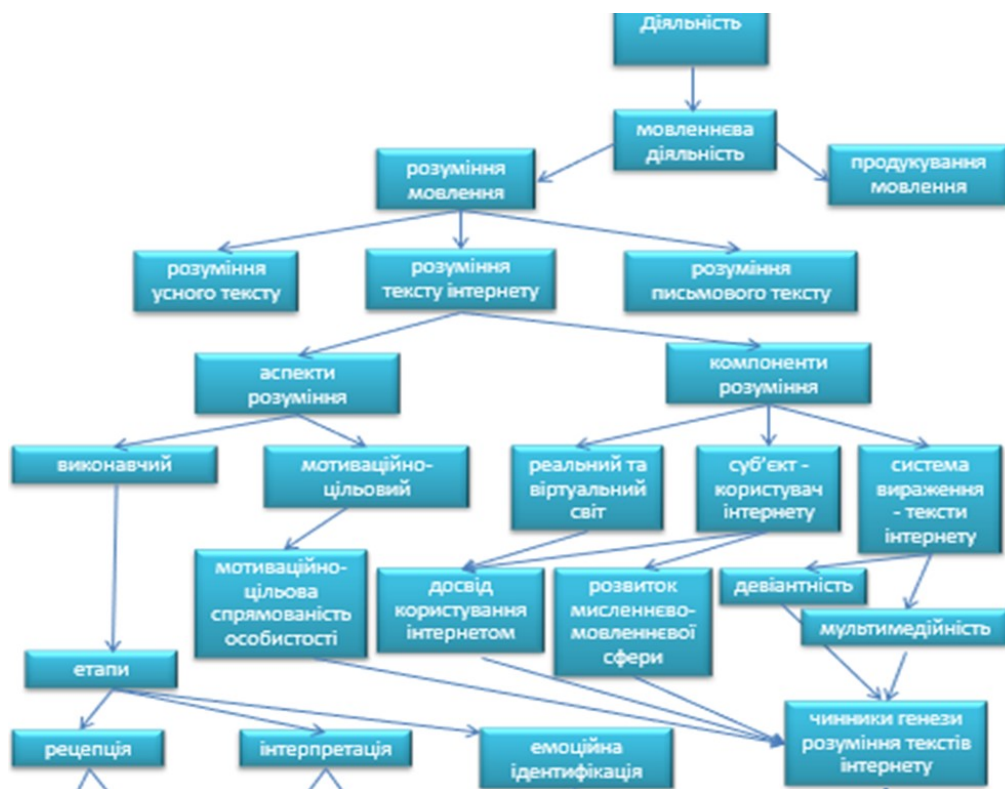 Діяльність
мовленнєва
діяльність
продукування
мовлення
розуміння
мовлення
розуміння
усного тексту
розуміння
тексту інтернету
розуміння
письмового тексту
аспекти
розуміння
компоненти
розуміння
виконавчий
мотиваційно-
цільовий
реальний та
віртуальний
світ
суб’єкт -
користувач
інтернету
система
вираження
- тексти
інтернету
мотиваційно-
цільова
спрямованість
особистості
досвід
користування
інтернетом
розвиток
мисленнєво-
мовленнєвої
сфери
девіантність
мультимедійність
етапи
рецепція
інтерпретація
емоційна
ідентифікація
чинники генези
розуміння текстів
інтернету